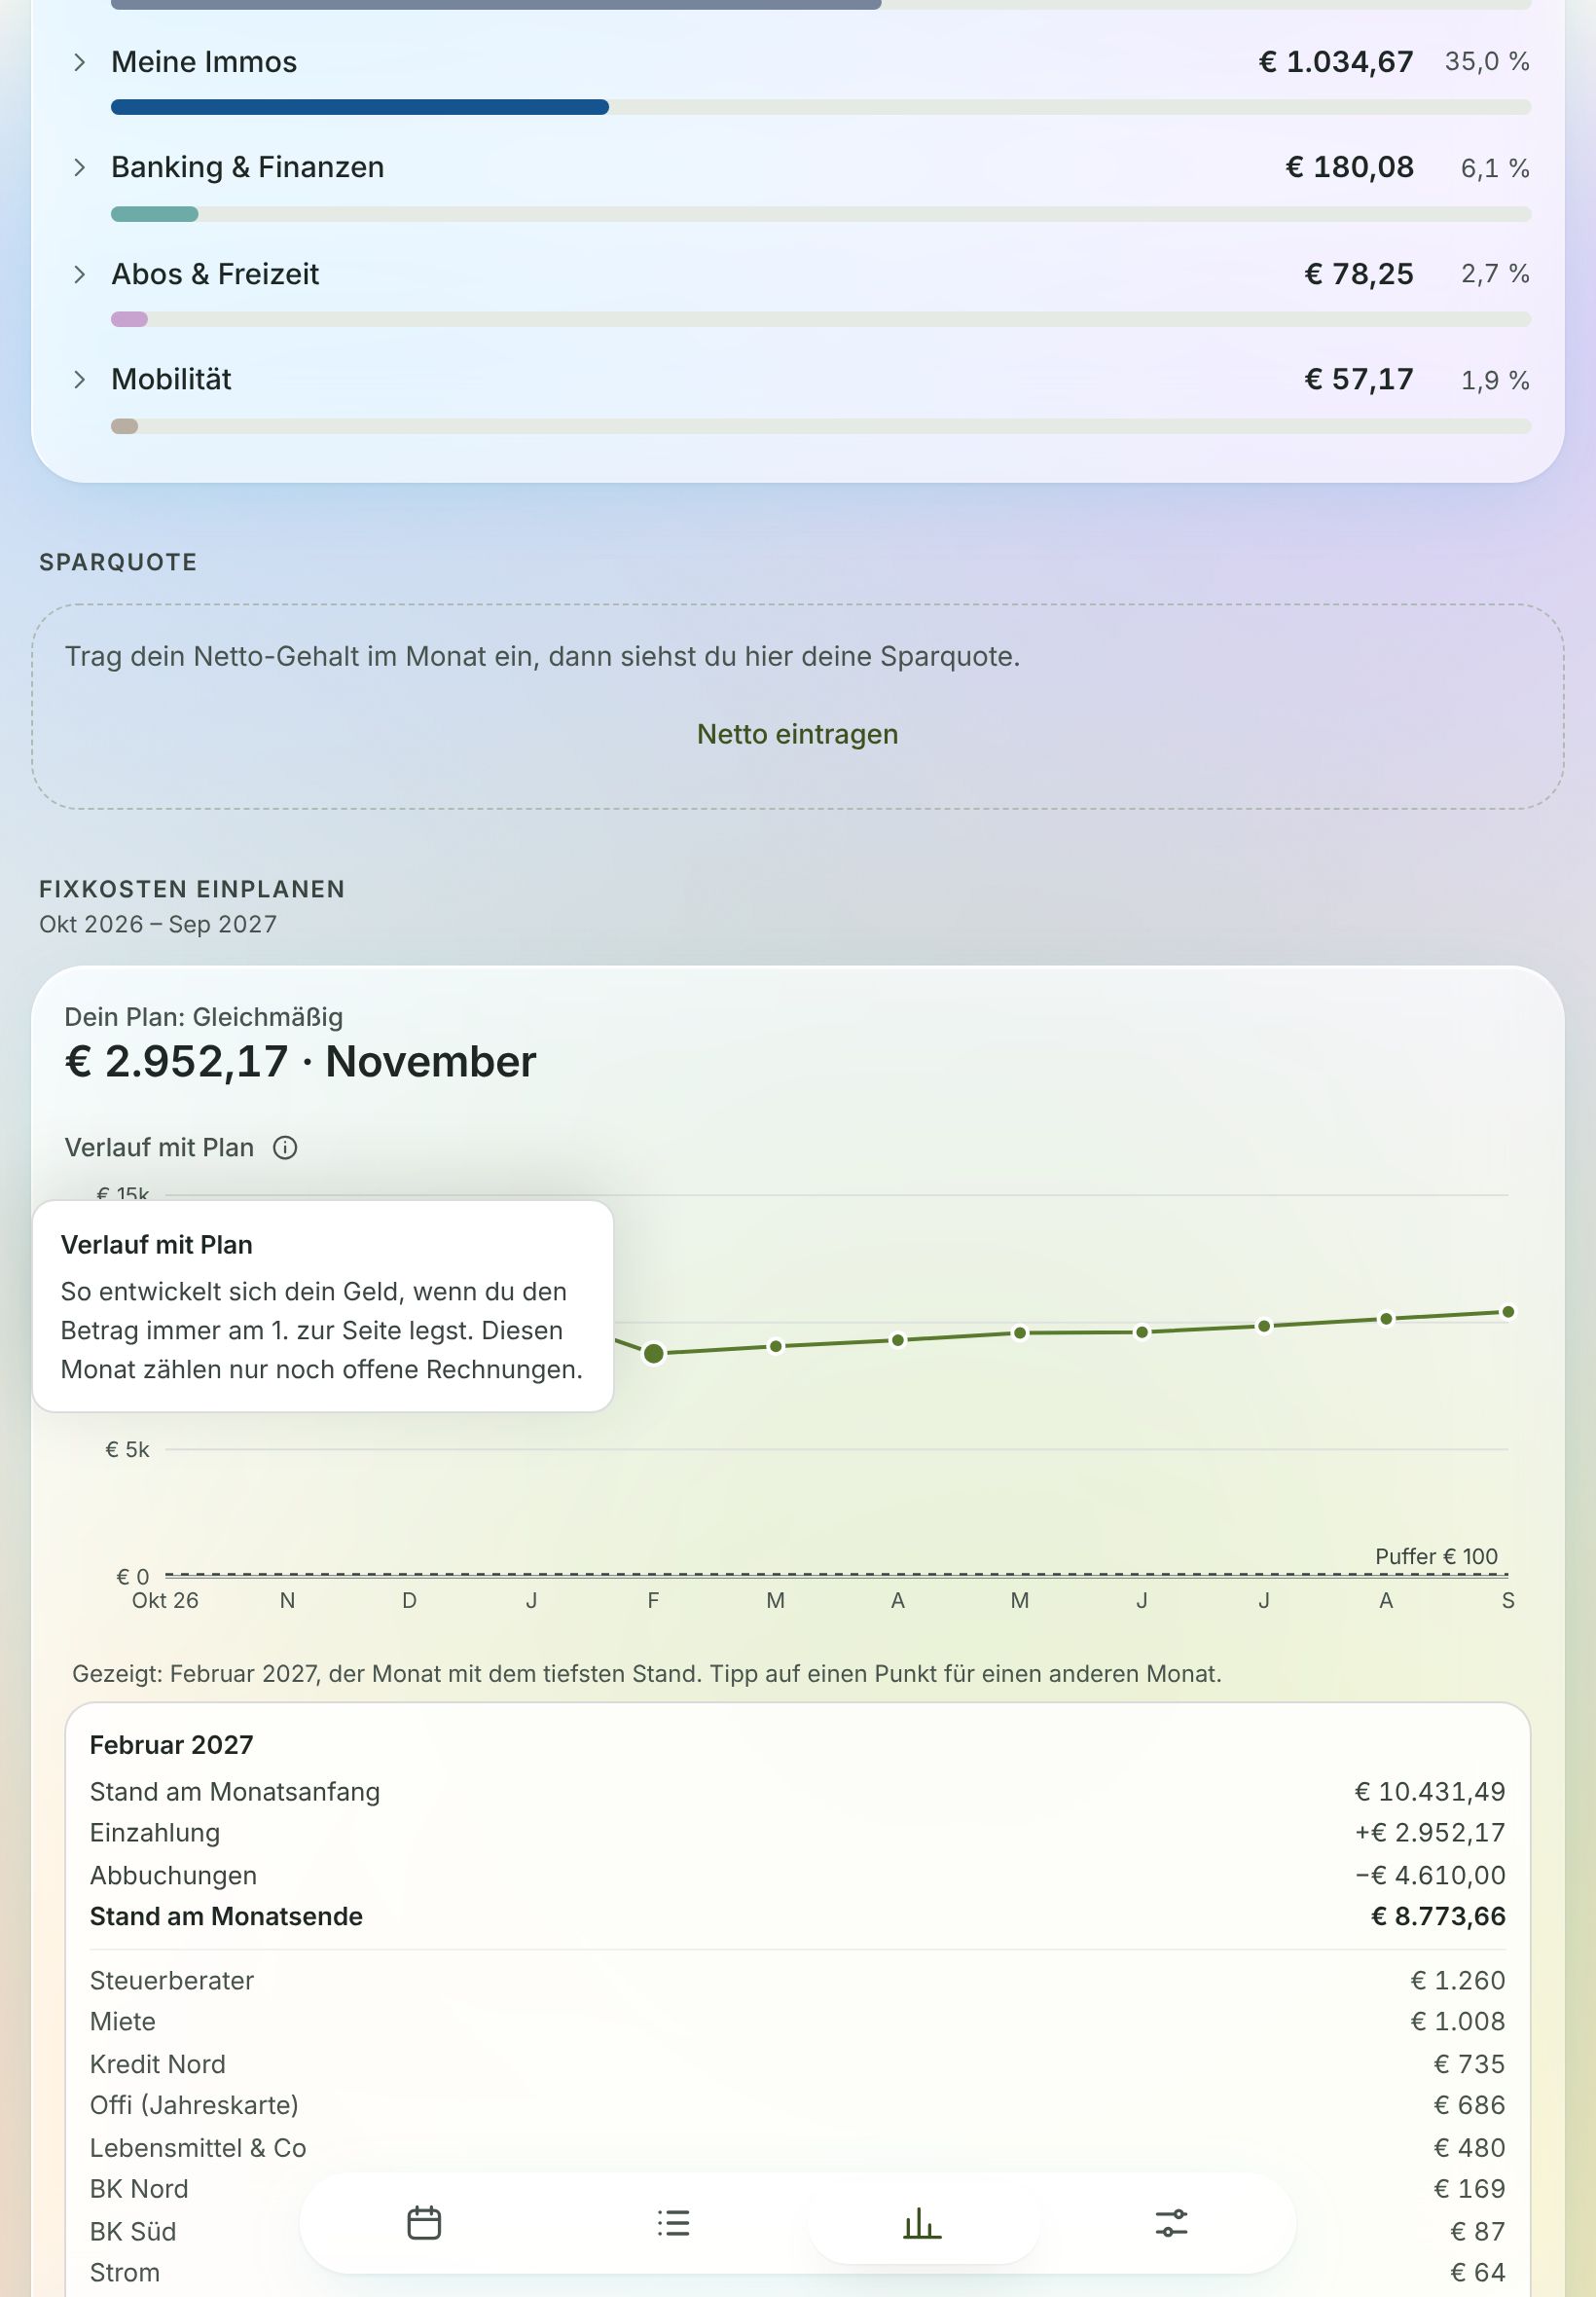 Meine Immos € 1.034,67 35,0 %
Banking & Finanzen € 180,08 6,1 %
Abos & Freizeit € 78,25 2,7 %
Mobilität € 57,17 1,9 %
SPARQUOTE
Trag dein Netto-Gehalt im Monat ein, dann siehst du hier deine Sparquote.
Netto eintragen
FIXKOSTEN EINPLANEN
Okt 2026 – Sep 2027
Dein Plan: Gleichmäßig
€ 2.952,17 · November
Verlauf mit Plan
€ 15k
Verlauf mit Plan
So entwickelt sich dein Geld, wenn du den
Betrag immer am 1. zur Seite legst. Diesen
Monat zählen nur noch offene Rechnungen.
€ 5k
Puffer € 100
€ 0
Okt 26 N D J F M A M J J A S
Gezeigt: Februar 2027, der Monat mit dem tiefsten Stand. Tipp auf einen Punkt für einen anderen Monat.
Februar 2027
Stand am Monatsanfang € 10.431,49
Einzahlung +€ 2.952,17
Abbuchungen −€ 4.610,00
Stand am Monatsende € 8.773,66
Steuerberater € 1.260
Miete € 1.008
Kredit Nord € 735
Offi (Jahreskarte) € 686
Lebensmittel & Co € 480
BK Nord € 169
BK Süd € 87
Strom € 64